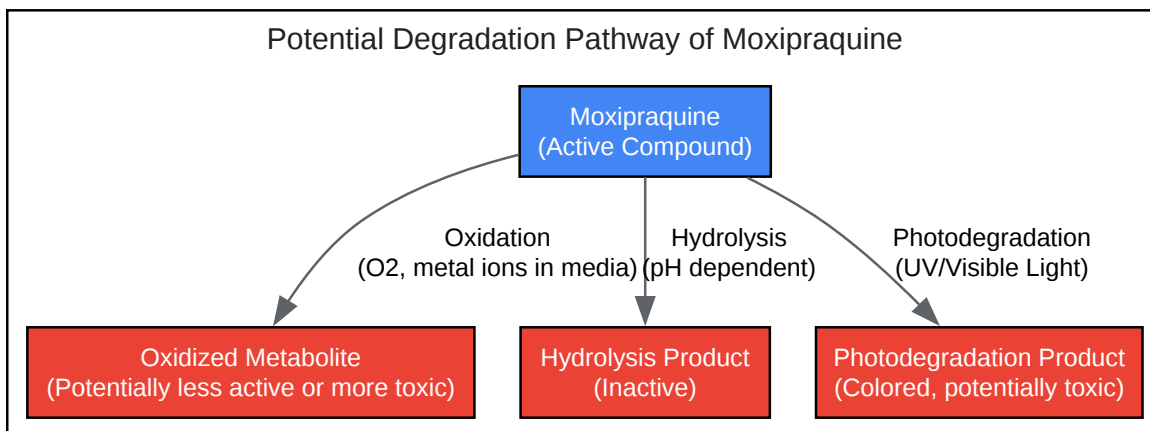 Potential Degradation Pathway of Moxipraquine
Moxipraquine
(Active Compound)
Oxidation
(O2, metal ions in media)
Hydrolysis
(pH dependent)
Photodegradation
(UV/Visible Light)
Oxidized Metabolite
(Potentially less active or more toxic)
Hydrolysis Product
(Inactive)
Photodegradation Product
(Colored, potentially toxic)